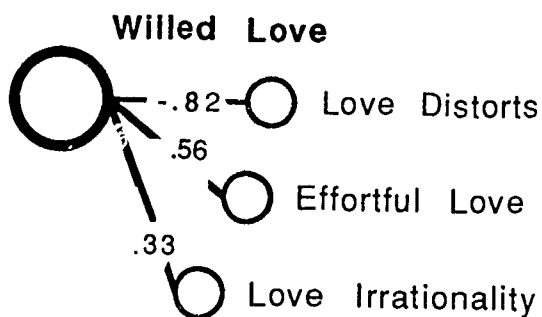 Willed Love
-.82
Love Distorts
.56
Effortful Love
.33
Love Irrationality